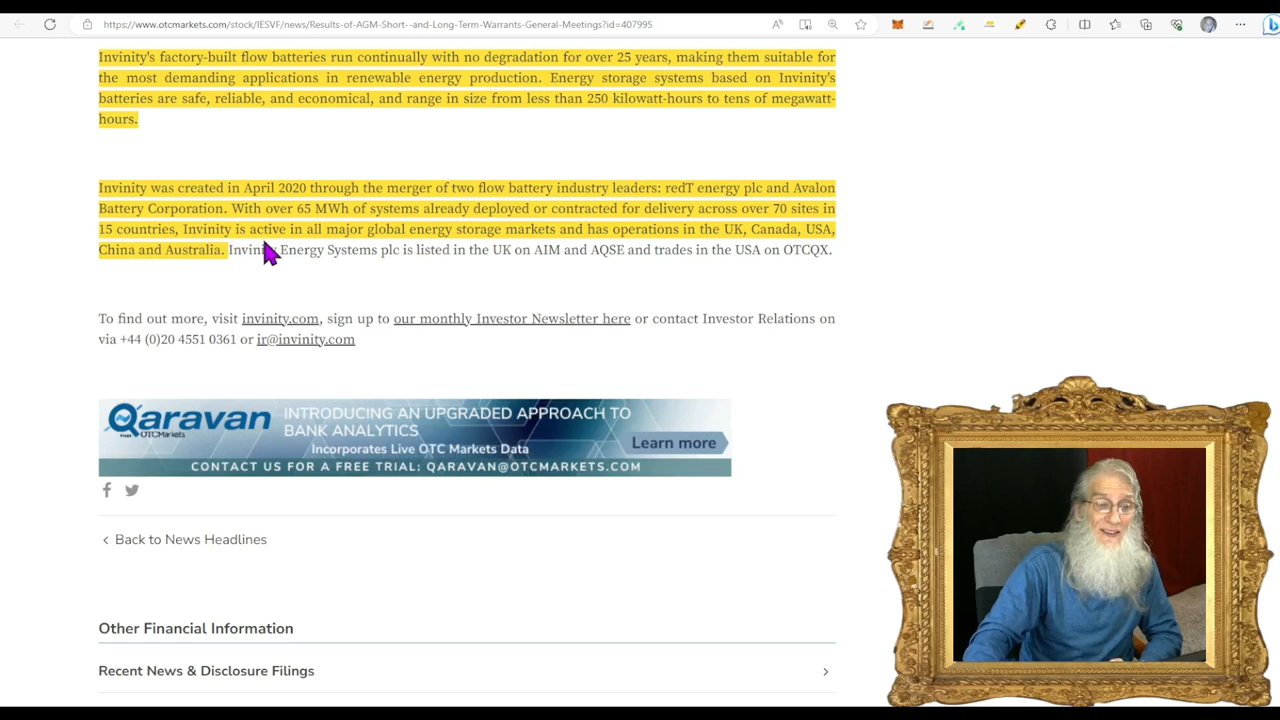 https://www.otcmarkets.com/stock/IESVF/news/Results-of-AGM-Short--and-Long-Term-Warrants-General-Meetings?id=407995
Invinity's factory-built flow batteries run continually with no degradation for over 25 years, making them suitable for
the most demanding applications in renewable energy production. Energy storage systems based on Invinity's
batteries are safe, reliable, and economical, and range in size from less than 250 kilowatt-hours to tens of megawatt-
hours.
Invinity was created in April 2020 through the merger of two flow battery industry leaders: redT energy plc and Avalon
Battery Corporation. With over 65 MWh of systems already deployed or contracted for delivery across over 70 sites in
15 countries, Invinity is active in all major global energy storage markets and has operations in the UK, Canada, USA,
China and Australia. Invinity Energy Systems plc is listed in the UK on AIM and AQSE and trades in the USA on OTCQX.
To find out more, visit invinity.com, sign up to our monthly Investor Newsletter here or contact Investor Relations on
via +44 (0)20 4551 0361 or ir@invinity.com
Qaravan
FROM OTCMarkets
INTRODUCING AN UPGRADED APPROACH TO
BANK ANALYTICS
Incorporates Live OTC Markets Data
Learn more
CONTACT US FOR A FREE TRIAL: QARAVAN@OTCMARKETS.COM
Back to News Headlines
Other Financial Information
Recent News & Disclosure Filings